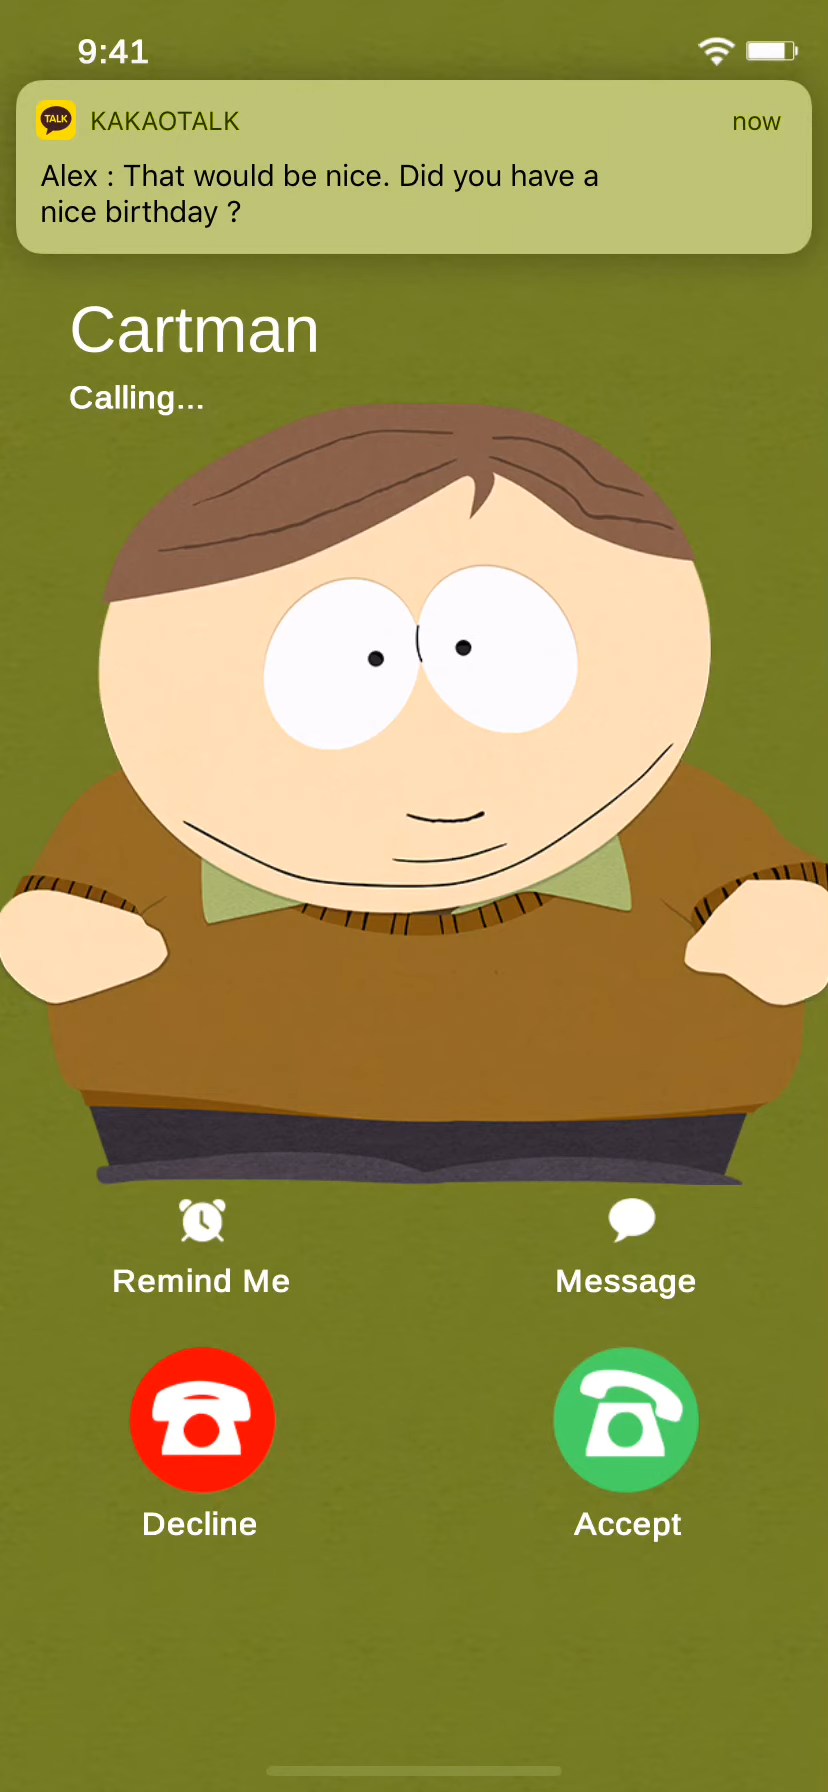 9:41
TALK
KAKAOTALK
now
Alex : That would be nice. Did you have a
nice birthday ?
Cartman
Calling...
Remind Me
Message
Decline
Accept